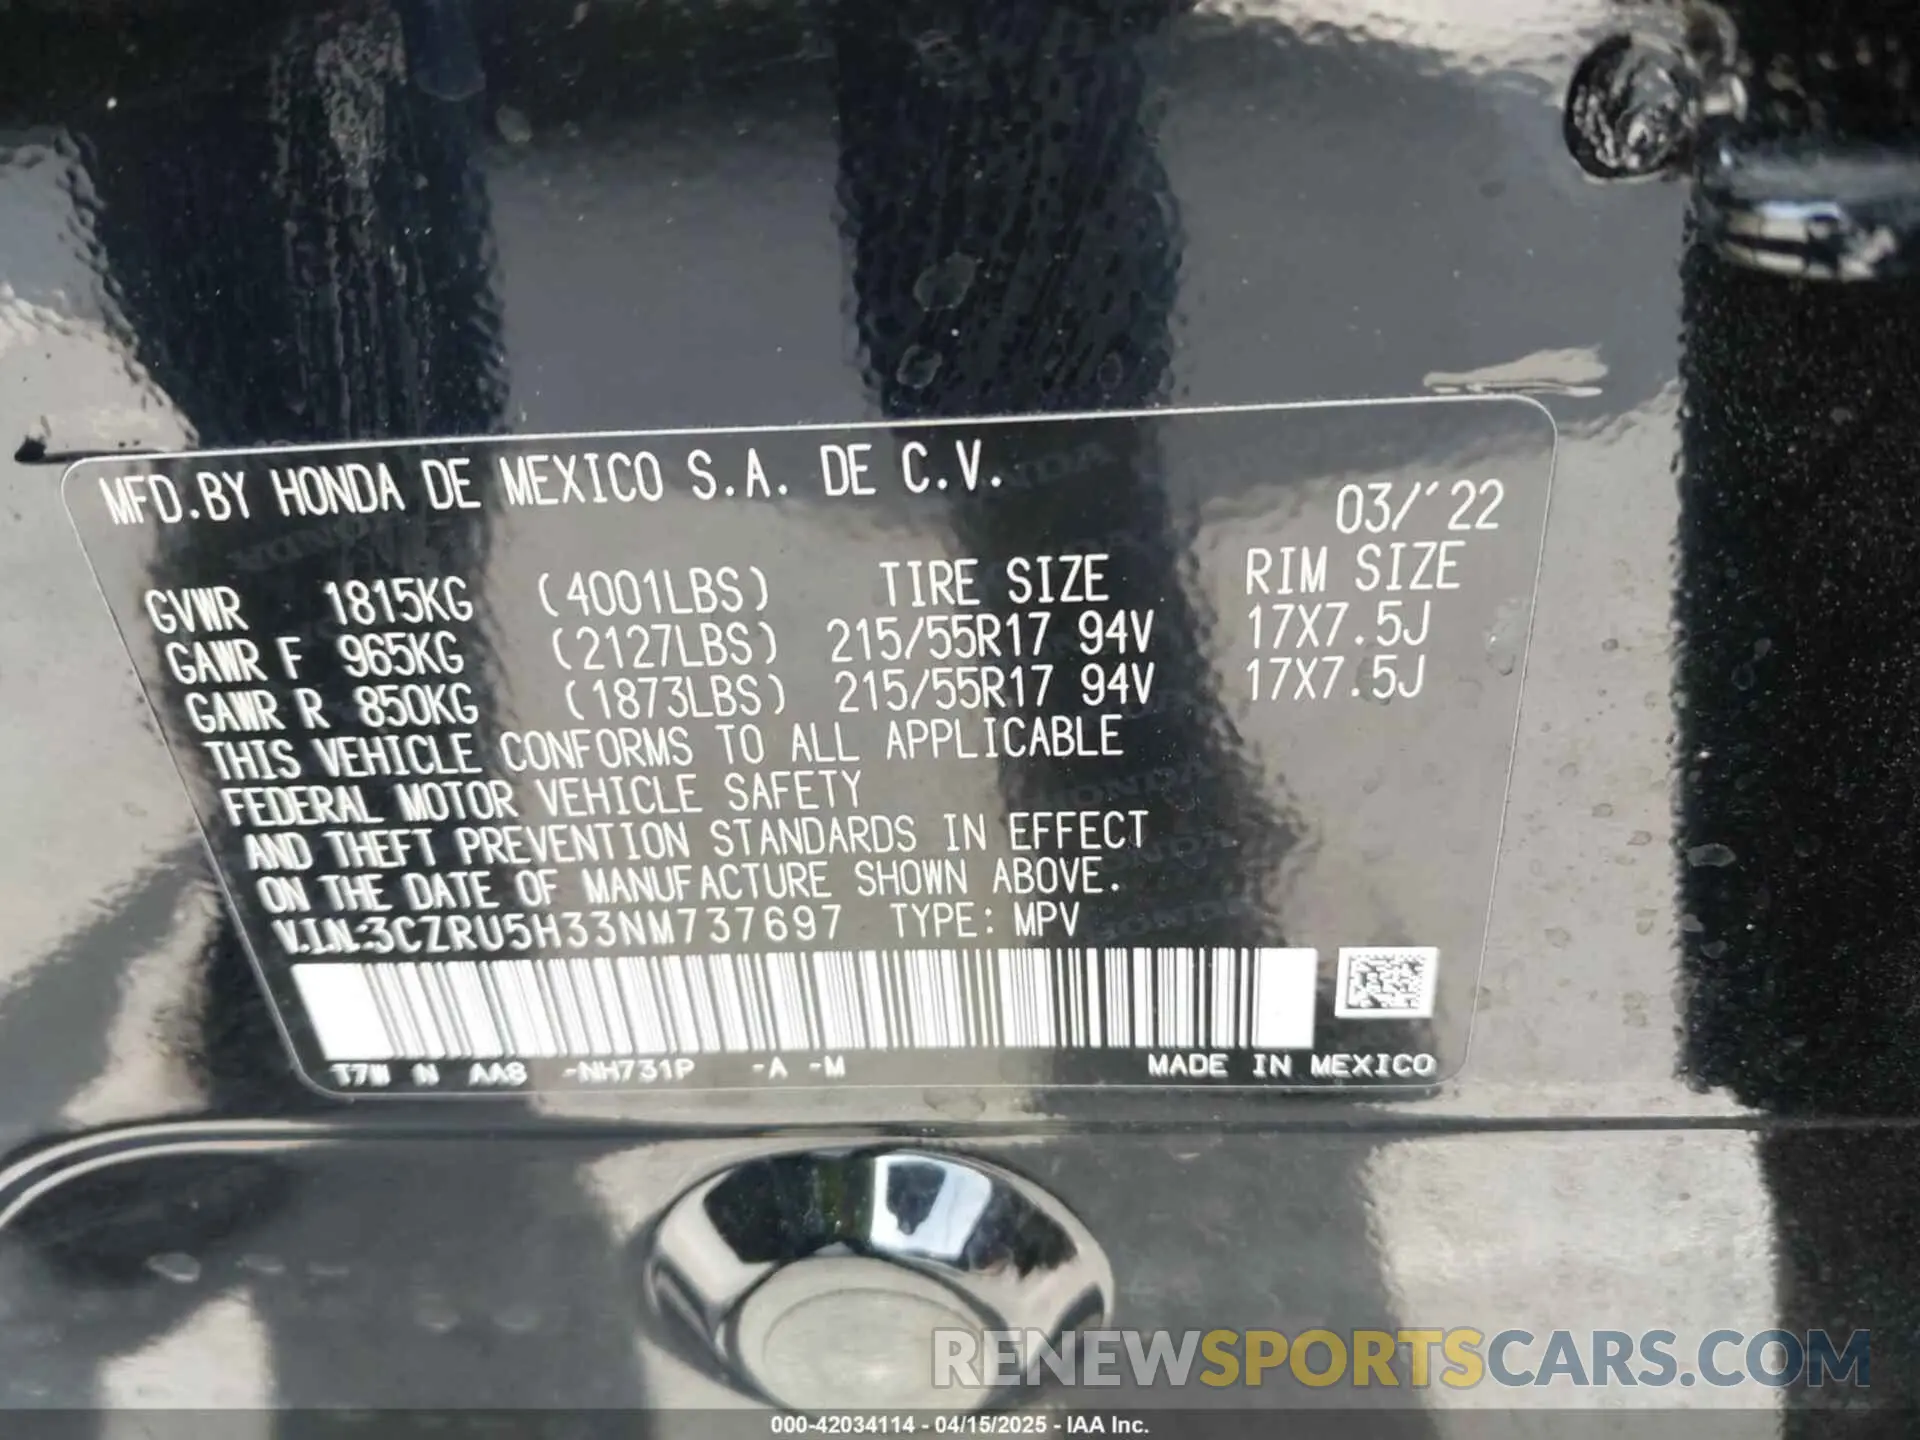 MFD.BY HONDA DE MEXICO S.A. DE C.V.
03/'22
GVWR 1815KG (4001LBS) TIRE SIZE RIM SIZE
GAWR F 965KG (2127LBS) 215/55R17 94V 17X7.5J
GAWR R 850KG (1873LBS) 215/55R17 94V 17X7.5J
THIS VEHICLE CONFORMS TO ALL APPLICABLE
FEDERAL MOTOR VEHICLE SAFETY
AND THEFT PREVENTION STANDARDS IN EFFECT
ON THE DATE OF MANUFACTURE SHOWN ABOVE.
V.I.N:3CZRU5H33NM737697 TYPE: MPV
T7W N AA8 -NH731P -A -M MADE IN MEXICO
RENEWSPORTSCARS.COM
000-42034114 - 04/15/2025 - IAA Inc.